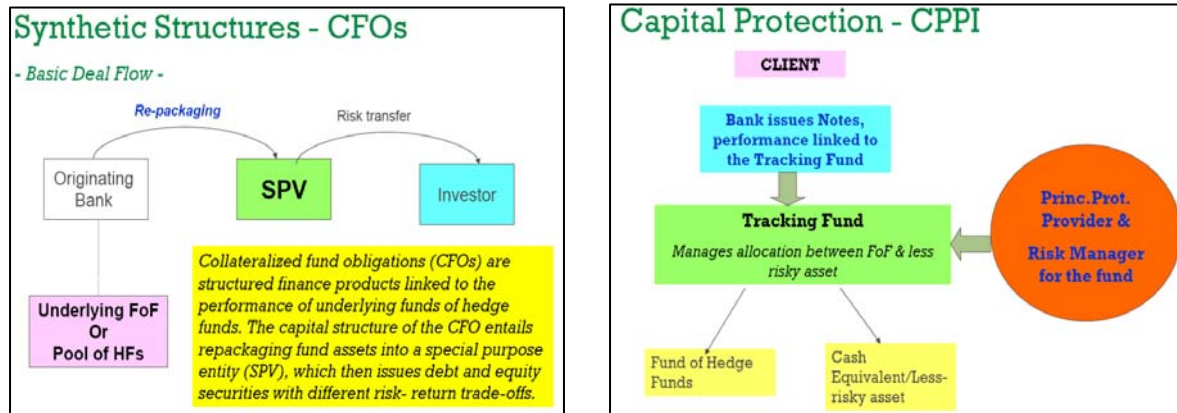 Synthetic Structures - CFOs
- Basic Deal Flow -
Re-packaging
Risk transfer
Originating
Bank
SPV
Investor
Underlying FoF
Or
Pool of HFs
Collateralized fund obligations (CFOs) are
structured finance products linked to the
performance of underlying funds of hedge
funds. The capital structure of the CFO entails
repackaging fund assets into a special purpose
entity (SPV), which then issues debt and equity
securities with different risk- return trade-offs.
Capital Protection - CPPI
CLIENT
Bank issues Notes,
performance linked to
the Tracking Fund
Tracking Fund
Manages allocation between FoF & less
risky asset
Princ.Prot.
Provider &
Risk Manager
for the fund
Fund of Hedge
Funds
Cash
Equivalent/Less-
risky asset